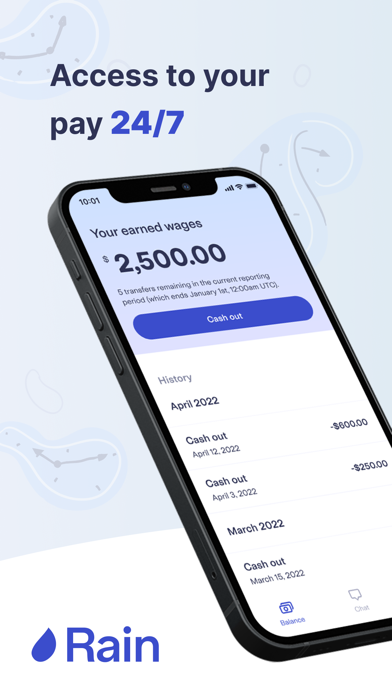 Access to your
pay 24/7
10:01
Your earned wages
$ 2,500.00
5 transfers remaining in the current reporting
period (which ends January 1st, 12:00am UTC).
Cash out
History
April 2022
Cash out
-$600.00
April 12, 2022
Cash out
-$250.00
April 3, 2022
March 2022
Cash out
March 15, 2022
Balance
Chat
Rain